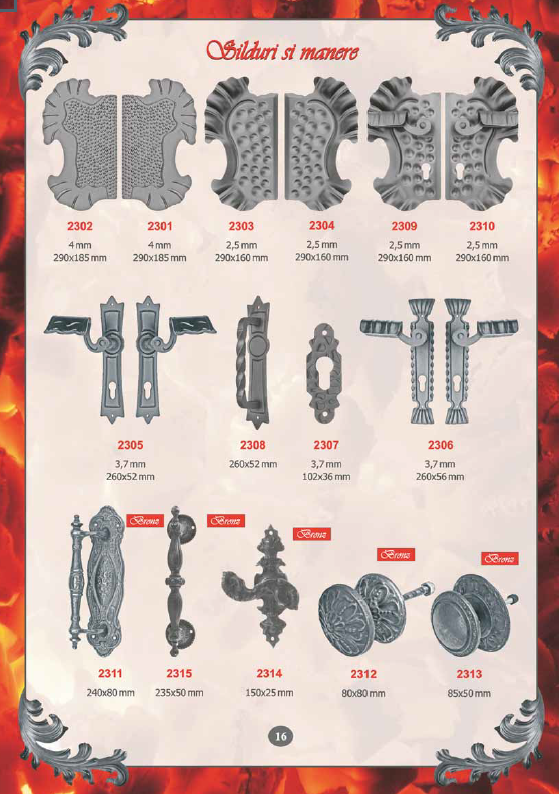 Silduri si manere
2302 2301 2303 2304 2309 2310
4 mm 4 mm 2,5 mm 2,5 mm 2,5 mm 2,5 mm
290x185 mm 290x185 mm 290x160 mm 290x160 mm 290x160 mm 290x160 mm
2305 2308 2307 2306
3,7 mm 260x52 mm 3,7 mm 3,7 mm
260x52 mm 102x36 mm 260x56 mm
Bronz Bronz Bronz Bronz Bronz
2311 2315 2314 2312 2313
240x80 mm 235x50 mm 150x25 mm 80x80 mm 85x50 mm
16